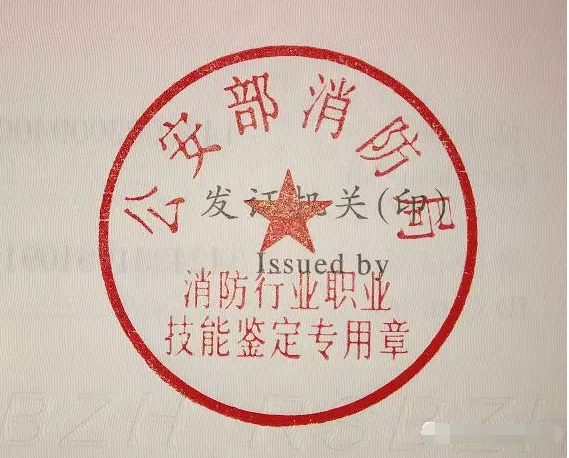 公安部消防局
发证机关(印)
Issued by
消防行业职业
技能鉴定专用章